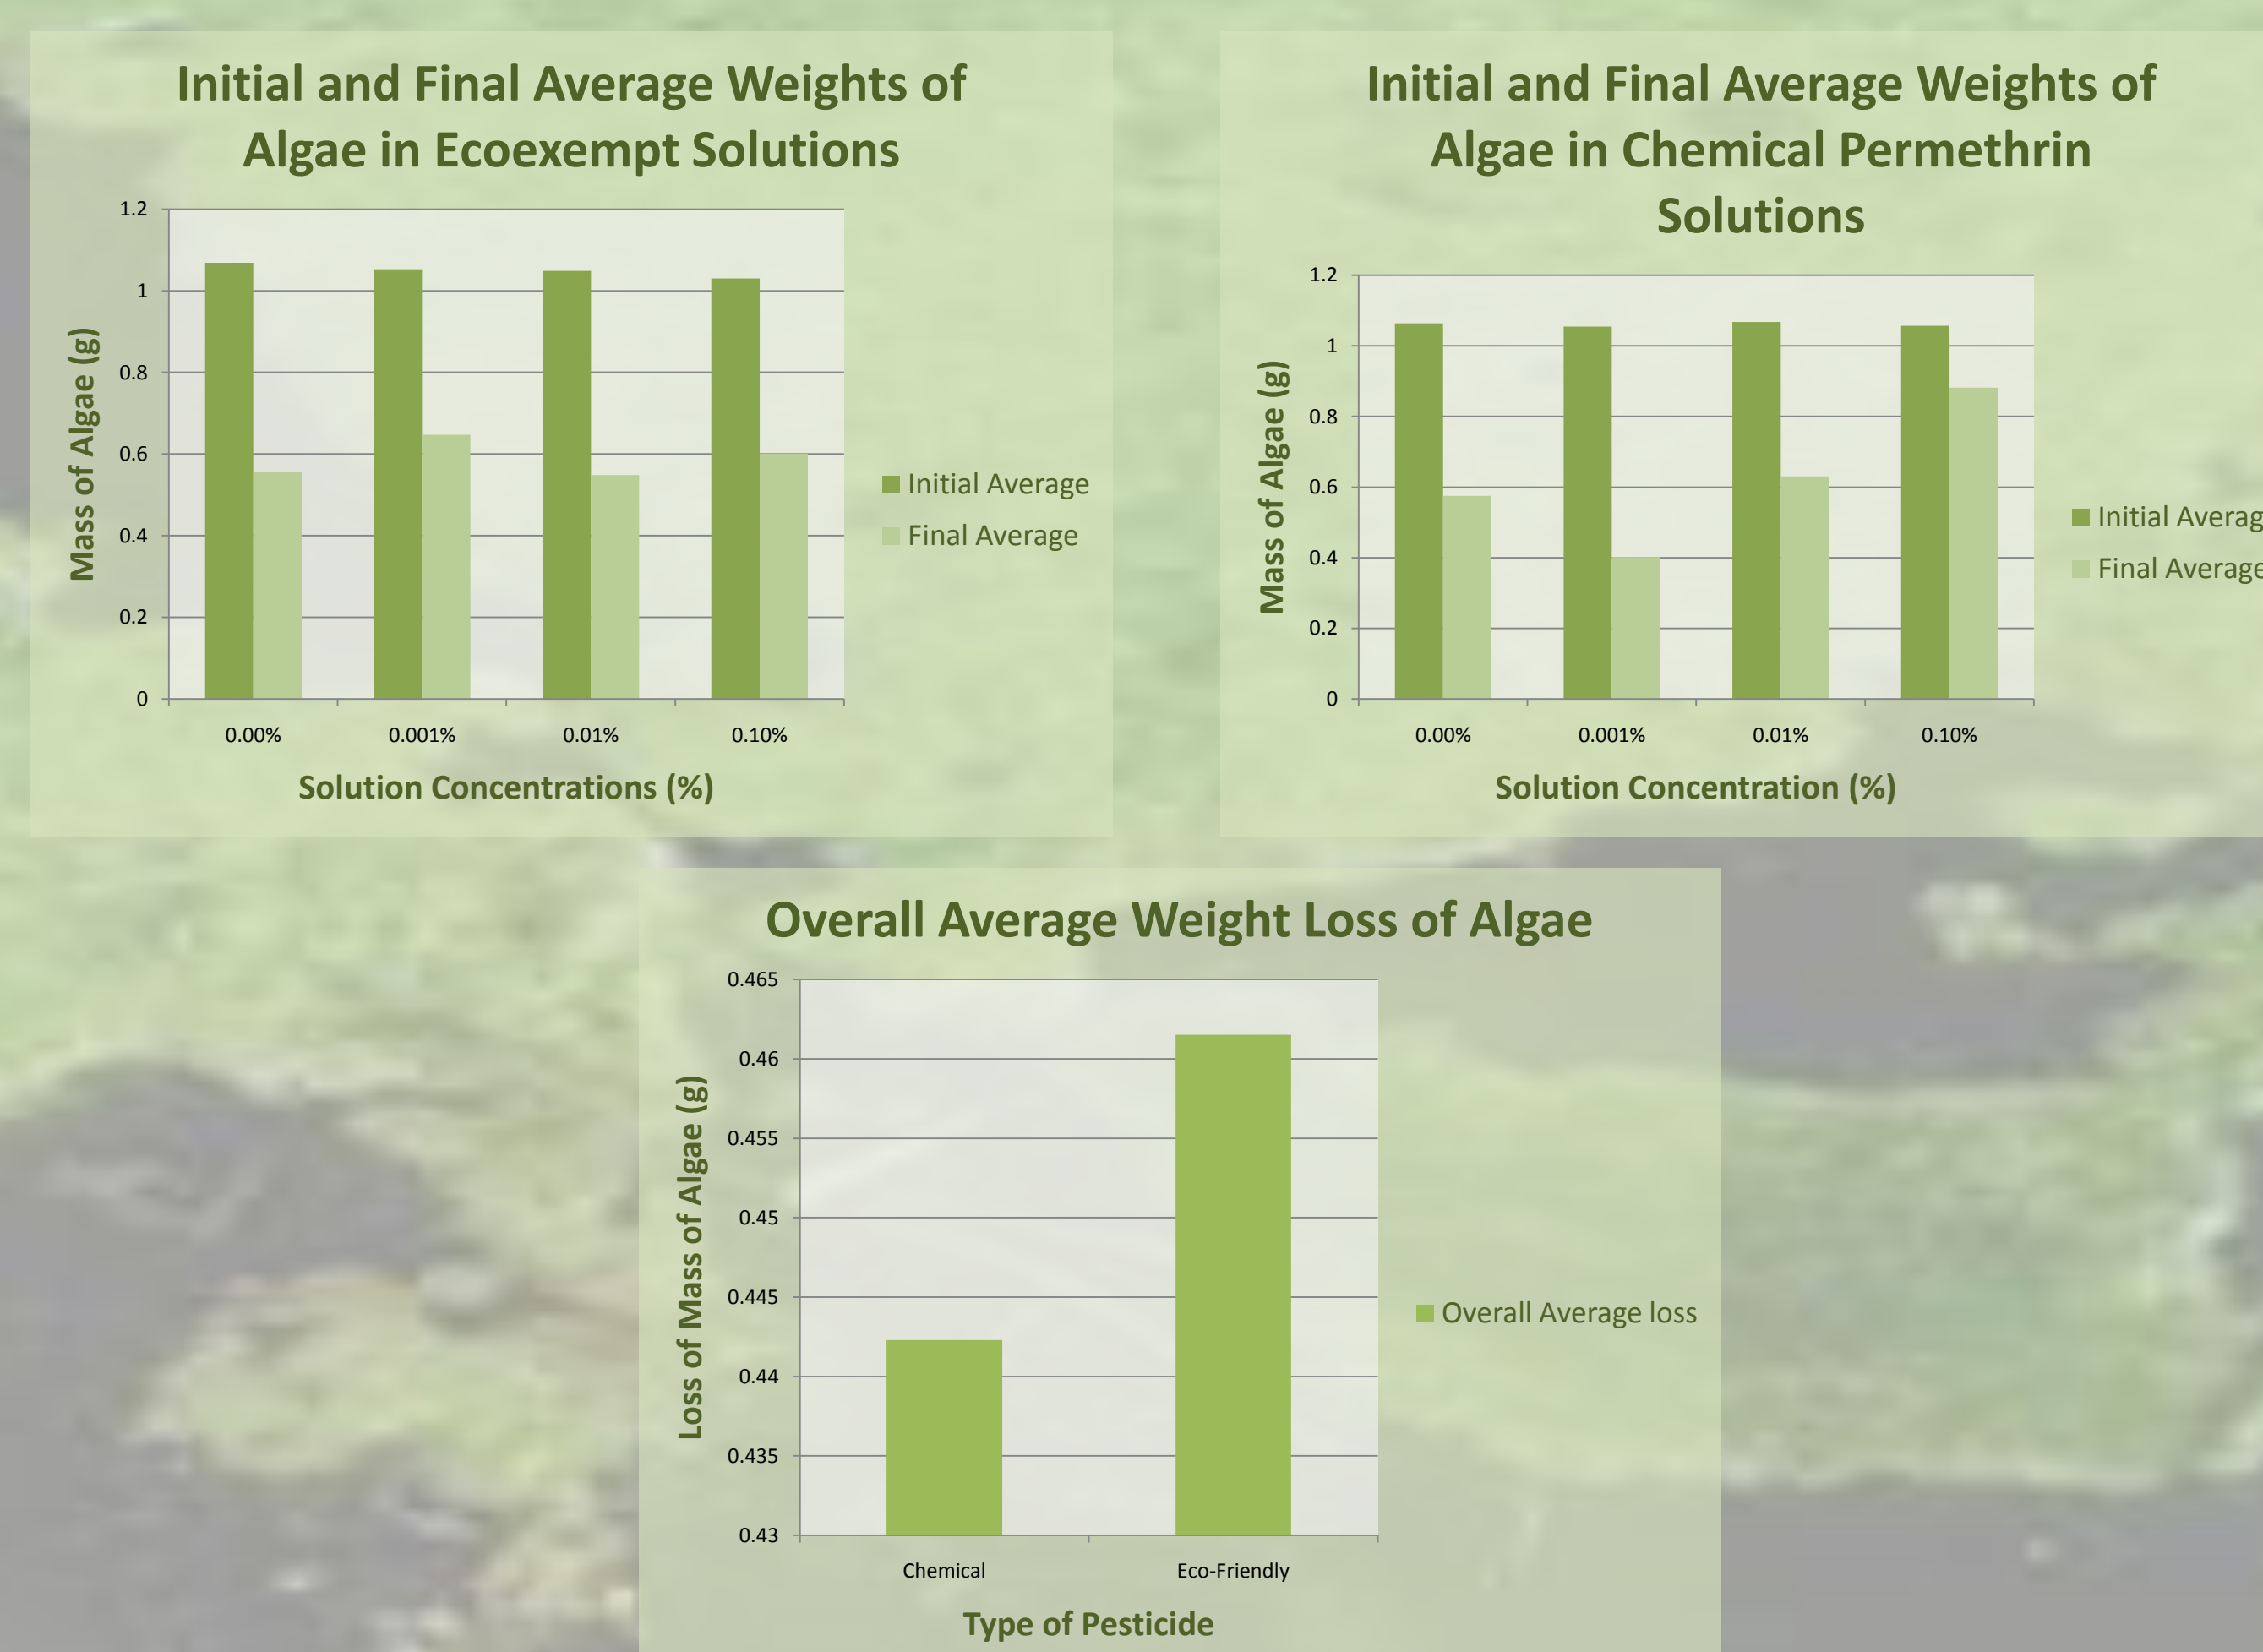 Initial and Final Average Weights of
Algae in Ecoexempt Solutions
1.2
1
0.8
0.6
0.4
0.2
0
Mass of Algae (g)
0.00% 0.001% 0.01% 0.10%
Solution Concentrations (%)
Initial Average
Final Average
Initial and Final Average Weights of
Algae in Chemical Permethrin
Solutions
1.2
1
0.8
0.6
0.4
0.2
0
Mass of Algae (g)
0.00% 0.001% 0.01% 0.10%
Solution Concentration (%)
Initial Averag
Final Average
Overall Average Weight Loss of Algae
0.465
0.46
0.455
0.45
0.445
0.44
0.435
0.43
Loss of Mass of Algae (g)
Chemical Eco-Friendly
Type of Pesticide
Overall Average loss